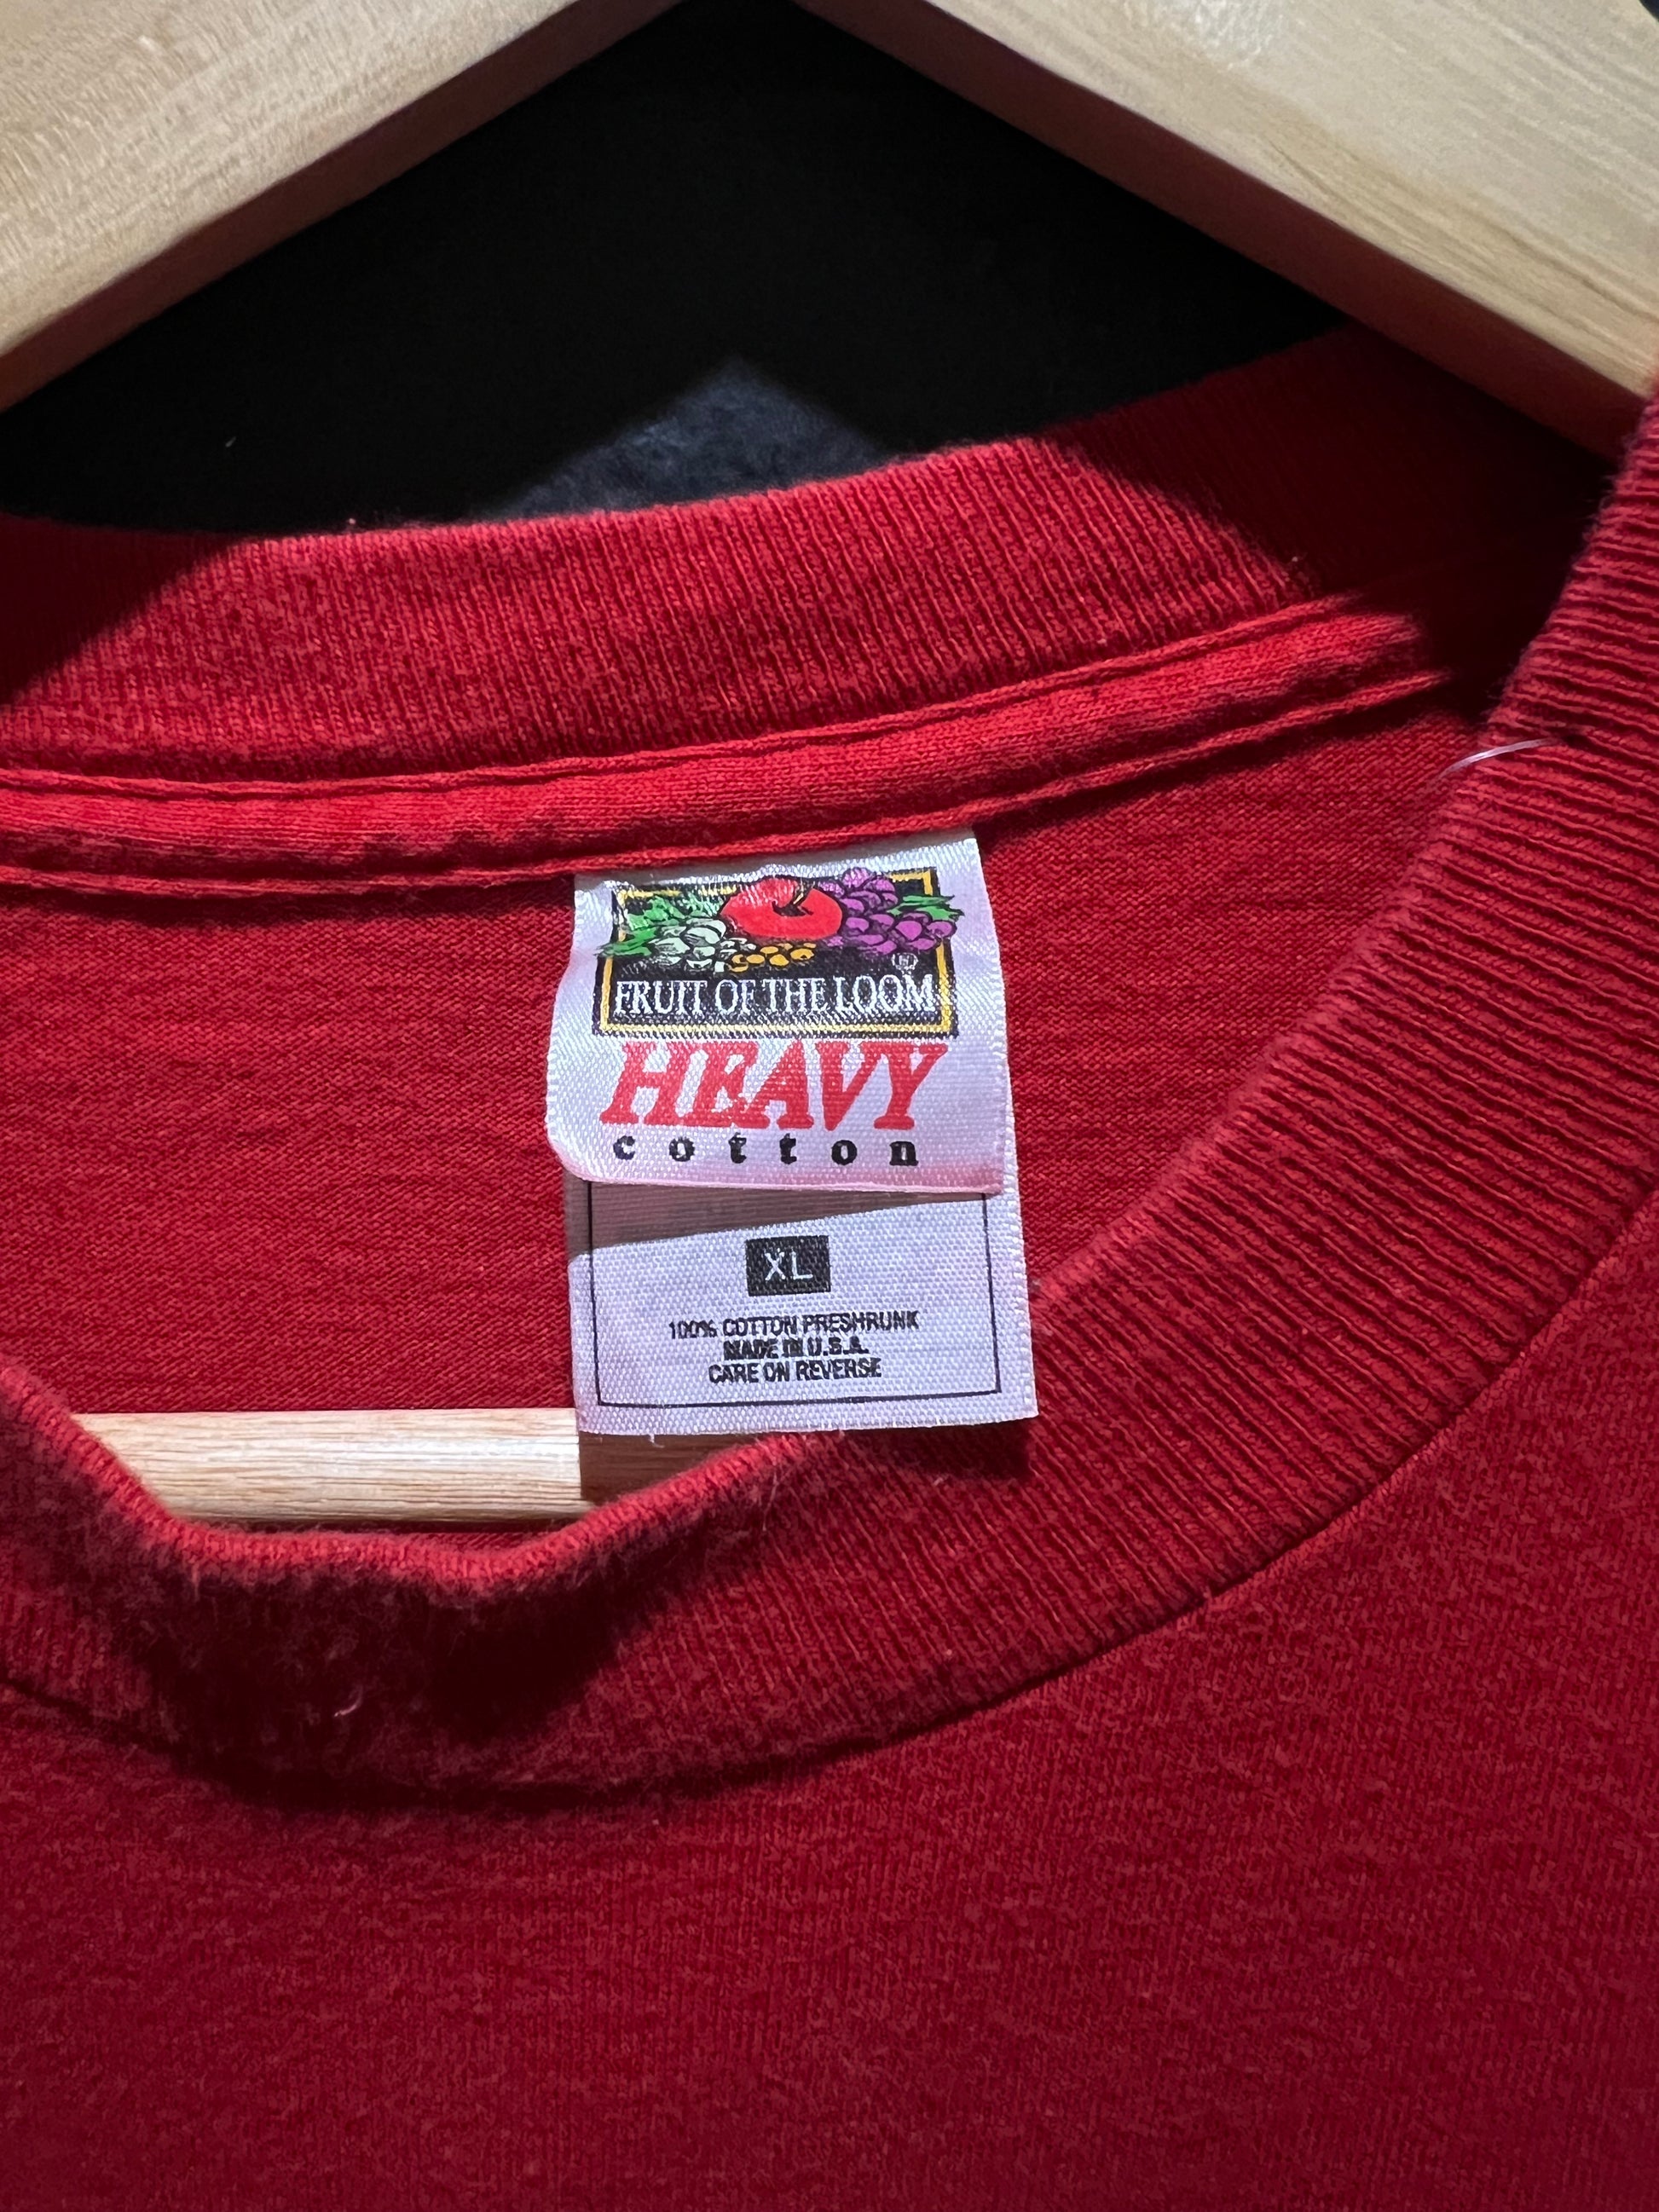 FRUIT OF THE LOOM
®
HEAVY
cotton
XL
100% COTTON PRESHRUNK
MADE IN U.S.A.
CARE ON REVERSE